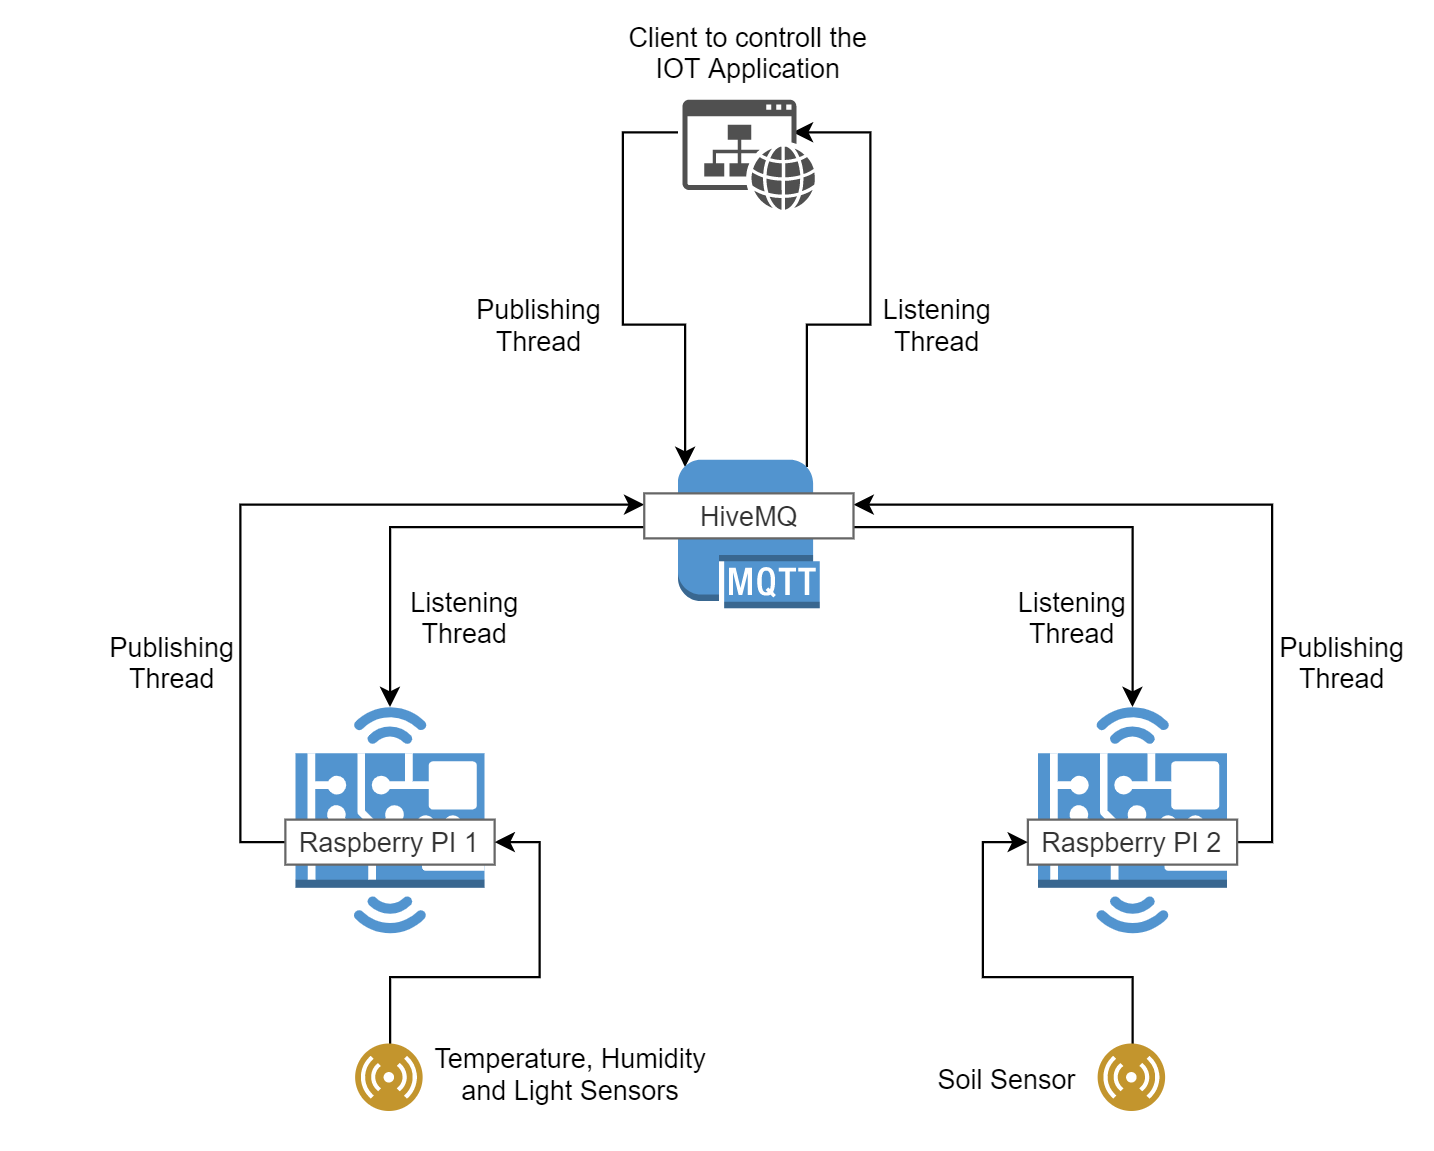 Client to controll the
IOT Application
Publishing
Thread
Listening
Thread
HiveMQ
MQTT
Listening
Thread
Publishing
Thread
Listening
Thread
Publishing
Thread
Raspberry PI 1
Raspberry PI 2
Temperature, Humidity
and Light Sensors
Soil Sensor